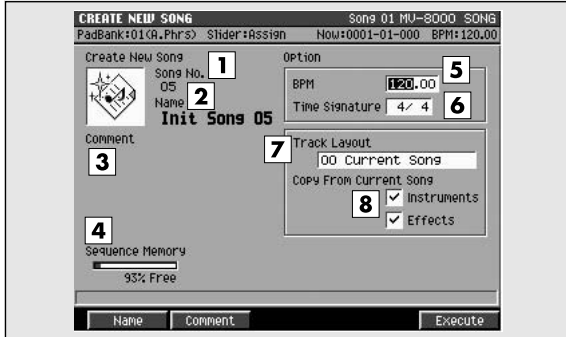 CREATE NEW SONG
Song 01 MV-8000 SONG
PadBank:01(A.Phrs) Slider:Assign Now:0001-01-000 BPM:120.00
Create New Song
Song No.
1
05
Name
2
Init Song 05
Comment
3
4
Sequence Memory
93% Free
Option
5
BPM 120.00
6
Time Signature 4/ 4
7
Track Layout
00 Current Song
Copy From Current Song
8
Instruments
Effects
Name Comment Execute